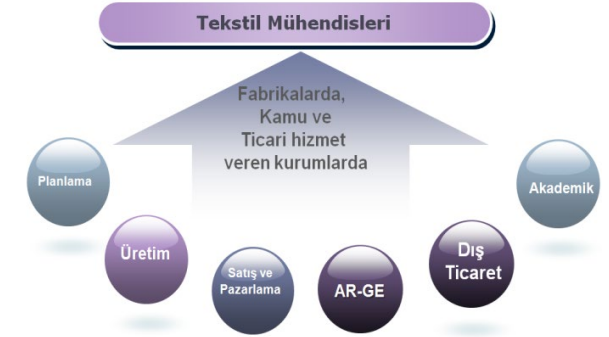 Tekstil Mühendisleri
Fabrikalarda,
Kamu ve
Ticari hizmet
veren kurumlarda
Planlama
Üretim
Satış ve
Pazarlama
AR-GE
Dış
Ticaret
Akademik